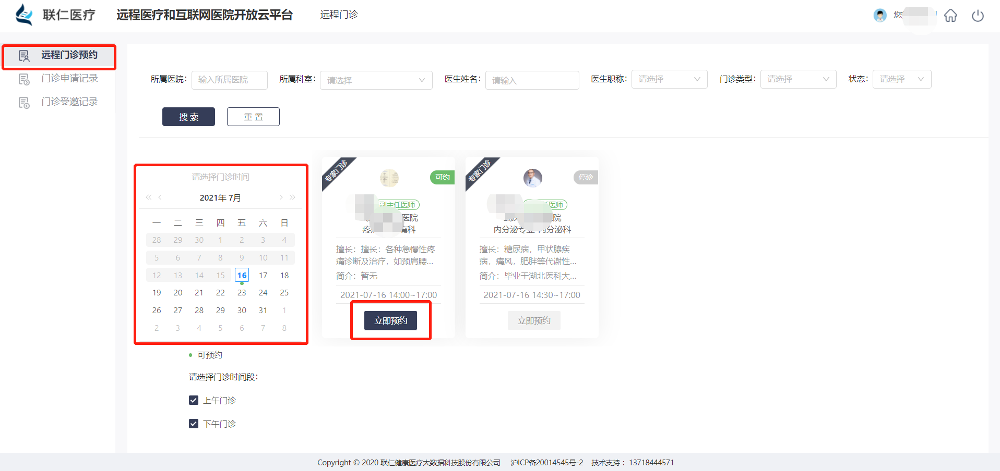 联仁医疗 远程医疗和互联网医院开放云平台 远程门诊 您
远程门诊预约
门诊申请记录
门诊受邀记录
所属医院： 输入所属医院 所属科室： 请选择 医生姓名： 请输入 医生职称： 请选择 门诊类型： 请选择 状态： 请选择
搜 索 重 置
请选择门诊时间
2021年 7月
一 二 三 四 五 六 日
28 29 30 1 2 3 4
5 6 7 8 9 10 11
12 13 14 15 16 17 18
19 20 21 22 23 24 25
26 27 28 29 30 31 1
2 3 4 5 6 7 8
可预约
请选择门诊时间段：
上午门诊
下午门诊
专家门诊
可约
副主任医师
医院
疼 痛科
擅长：擅长：各种急慢性疼
痛诊断及治疗，如颈肩腰...
简介：暂无
2021-07-16 14:00~17:00
立即预约
专家门诊
停诊
医师
医院
内分泌专业 内分泌科
擅长：糖尿病，甲状腺疾
病，痛风，肥胖等代谢性...
简介：毕业于湖北医科大...
2021-07-16 14:30~17:00
立即预约
Copyright © 2020 联仁健康医疗大数据科技股份有限公司 沪ICP备20014545号-2 技术支持：13718444571